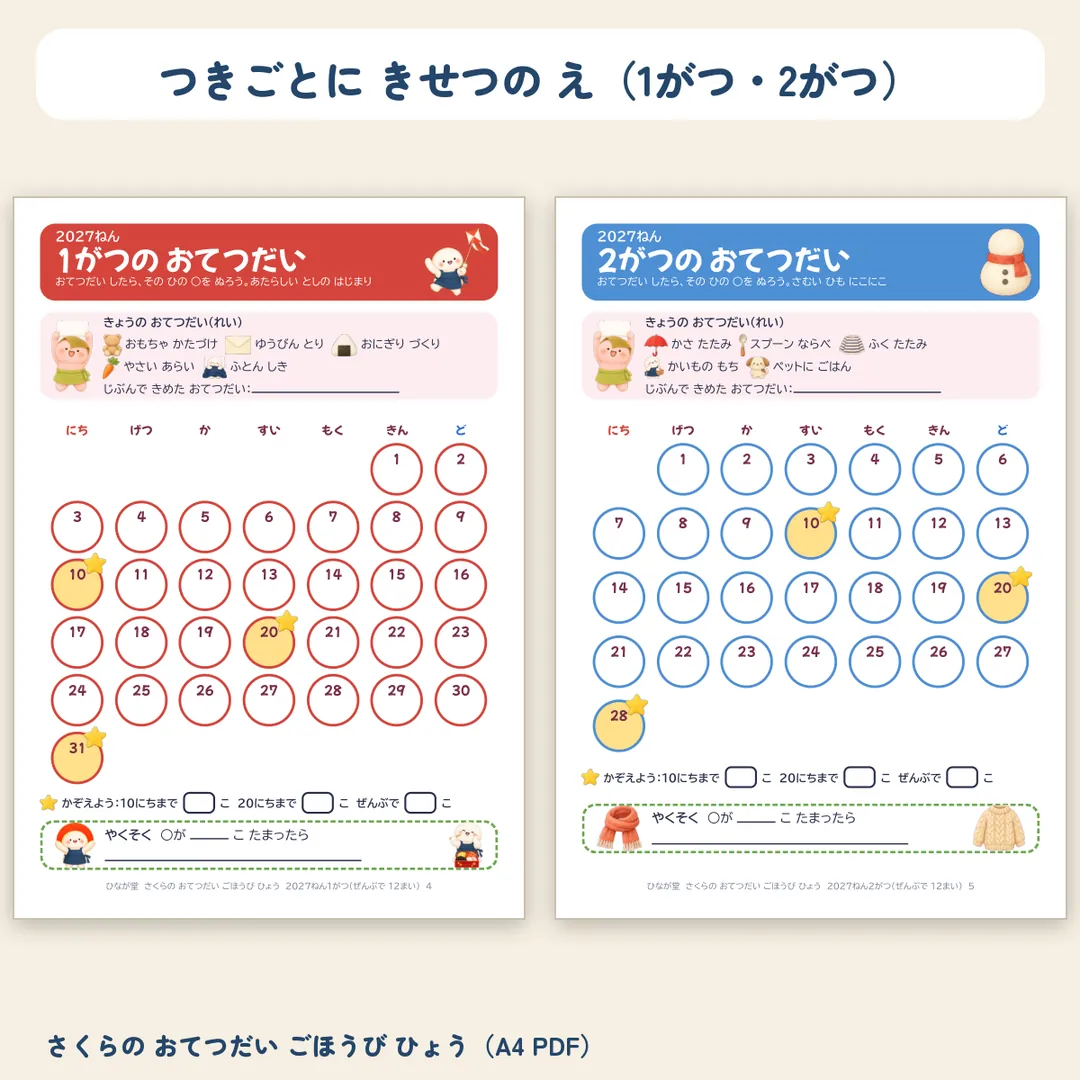 つきごとに きせつの え（1がつ・2がつ）
2027ねん
1がつの おてつだい
おてつだい したら、その ひの ○を ぬろう。あたらしい としの はじまり
きょうの おてつだい(れい)
おもちゃ かたづけ ゆうびん とり おにぎり づくり
やさい あらい ふとん しき
じぶんで きめた おてつだい:
にち げつ か すい もく きん ど
1 2
3 4 5 6 7 8 9
10 11 12 13 14 15 16
17 18 19 20 21 22 23
24 25 26 27 28 29 30
31
かぞえよう:10にちまで こ 20にちまで こ ぜんぶで こ
やくそく ○が こ たまったら
ひなが堂 さくらの おてつだい ごほうび ひょう 2027ねん1がつ(ぜんぶで 12まい) 4
2027ねん
2がつの おてつだい
おてつだい したら、その ひの ○を ぬろう。さむい ひも にこにこ
きょうの おてつだい(れい)
かさ たたみ スプーン ならべ ふく たたみ
かいもの もち ペットに ごはん
じぶんで きめた おてつだい:
にち げつ か すい もく きん ど
1 2 3 4 5 6
7 8 9 10 11 12 13
14 15 16 17 18 19 20
21 22 23 24 25 26 27
28
かぞえよう:10にちまで こ 20にちまで こ ぜんぶで こ
やくそく ○が こ たまったら
ひなが堂 さくらの おてつだい ごほうび ひょう 2027ねん2がつ(ぜんぶで 12まい) 5
さくらの おてつだい ごほうび ひょう（A4 PDF）